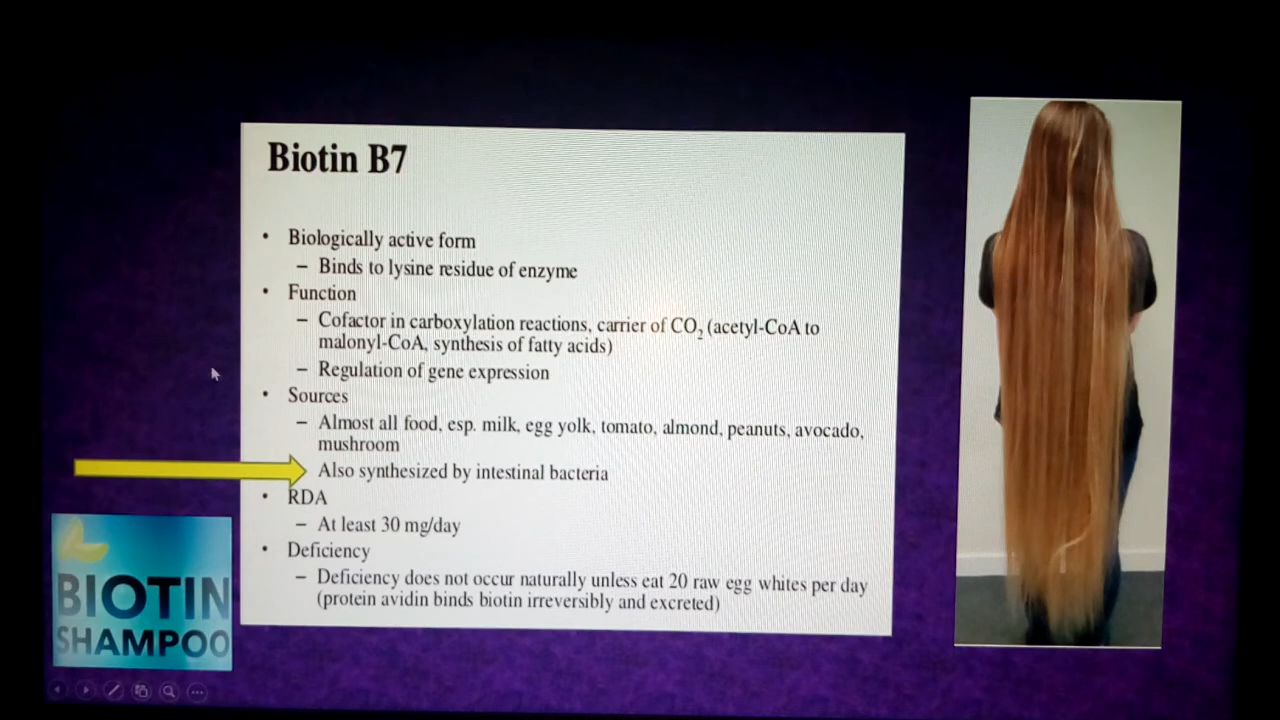 Biotin B7
• Biologically active form
– Binds to lysine residue of enzyme
• Function
– Cofactor in carboxylation reactions, carrier of CO₂ (acetyl-CoA to
malonyl-CoA, synthesis of fatty acids)
– Regulation of gene expression
• Sources
– Almost all food, esp. milk, egg yolk, tomato, almond, peanuts, avocado,
mushroom
Also synthesized by intestinal bacteria
• RDA
– At least 30 mg/day
• Deficiency
– Deficiency does not occur naturally unless eat 20 raw egg whites per day
(protein avidin binds biotin irreversibly and excreted)
BIOTIN
SHAMPOO